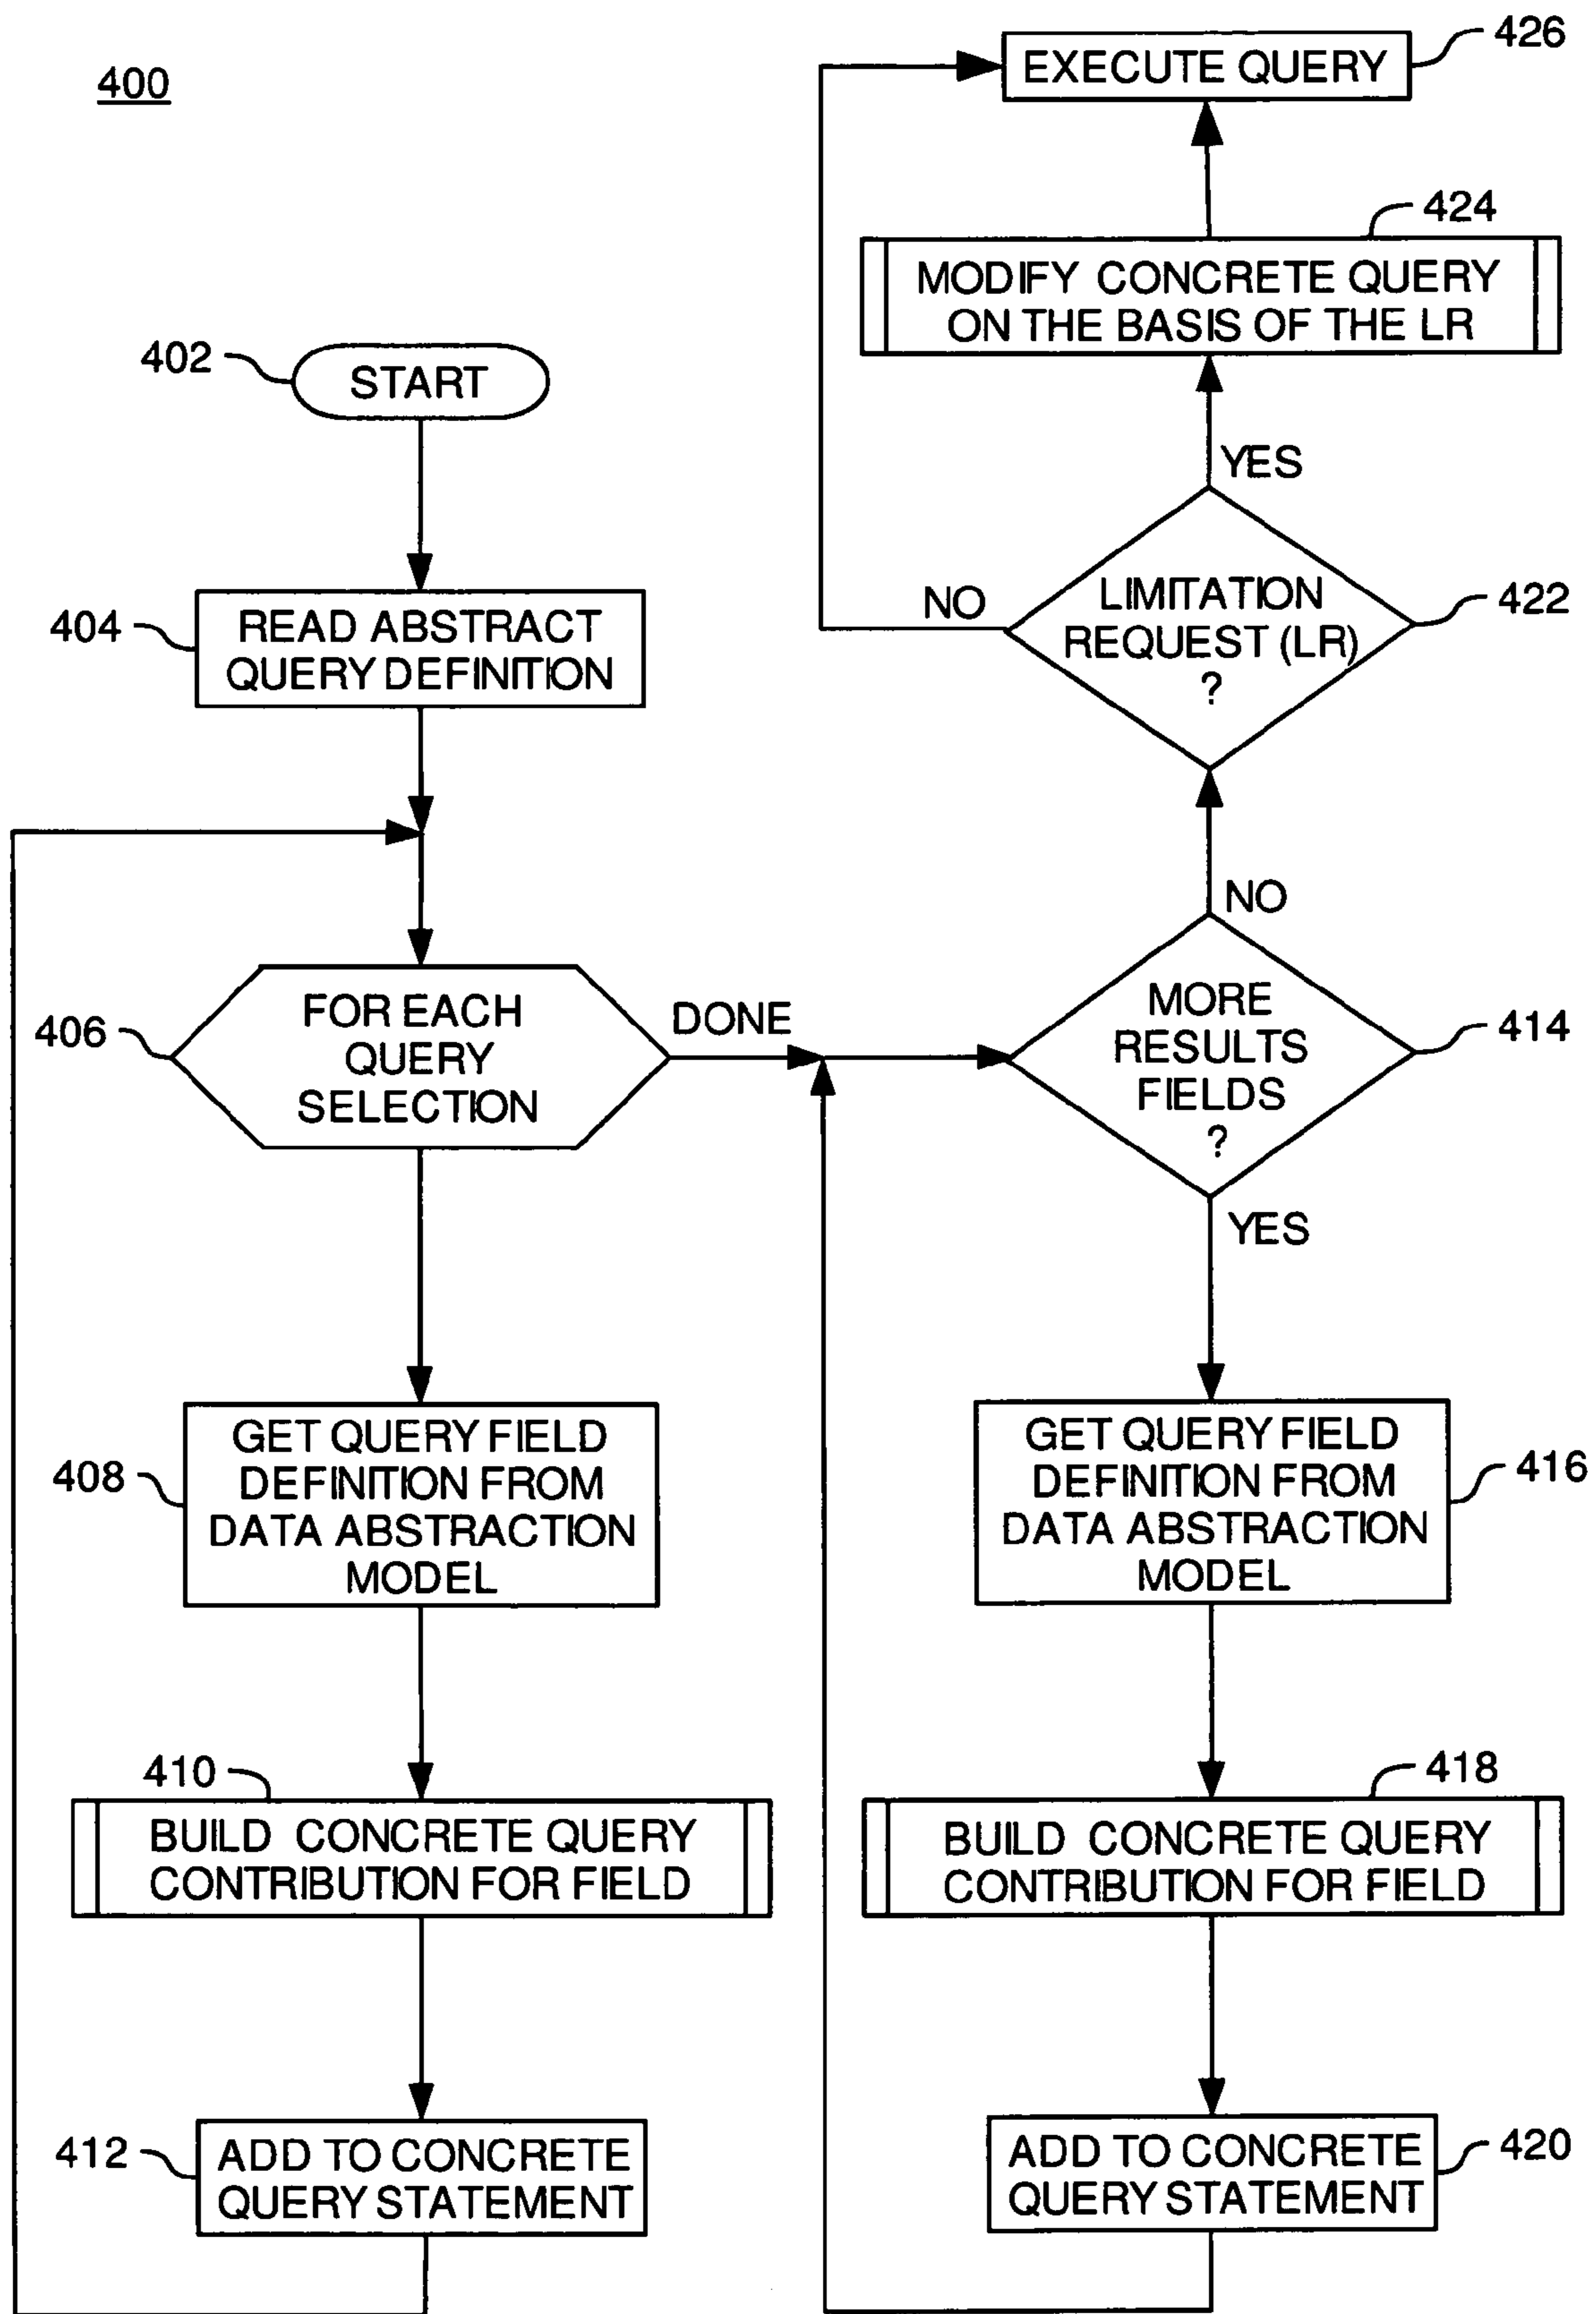 400
402
START
404
READ ABSTRACT
QUERY DEFINITION
406
FOR EACH
QUERY
SELECTION
DONE
408
GET QUERY FIELD
DEFINITION FROM
DATA ABSTRACTION
MODEL
410
BUILD CONCRETE QUERY
CONTRIBUTION FOR FIELD
412
ADD TO CONCRETE
QUERY STATEMENT
426
EXECUTE QUERY
424
MODIFY CONCRETE QUERY
ON THE BASIS OF THE LR
YES
NO
LIMITATION
REQUEST (LR)
?
422
NO
MORE
RESULTS
FIELDS
?
414
YES
GET QUERY FIELD
DEFINITION FROM
DATA ABSTRACTION
MODEL
416
418
BUILD CONCRETE QUERY
CONTRIBUTION FOR FIELD
ADD TO CONCRETE
QUERY STATEMENT
420